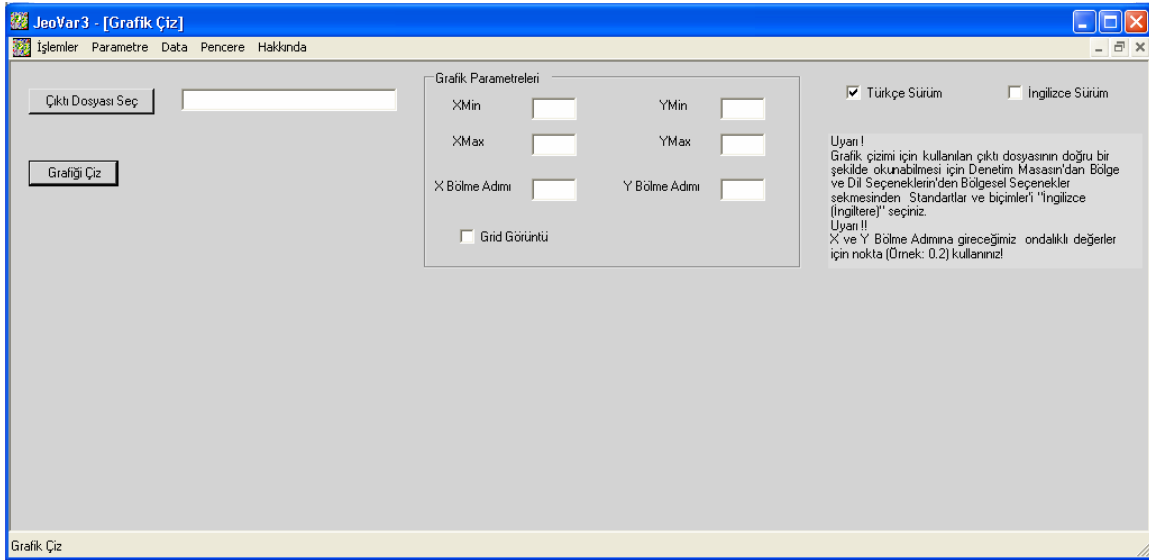 JeoVar3 - [Grafik Çiz]
İşlemler Parametre Data Pencere Hakkında
Çıktı Dosyası Seç
Grafiği Çiz
Grafik Parametreleri
XMin YMin
XMax YMax
X Bölme Adımı Y Bölme Adımı
Grid Görüntü
Türkçe Sürüm İngilizce Sürüm
Uyarı !
Grafik çizimi için kullanılan çıktı dosyasının doğru bir
şekilde okunabilmesi için Denetim Masasın'dan Bölge
ve Dil Seçeneklerin'den Bölgesel Seçenekler
sekmesinden Standartlar ve biçimler'i "İngilizce
(İngiltere)" seçiniz.
Uyarı !!
X ve Y Bölme Adımına gireceğimiz ondalıklı değerler
için nokta (Örnek: 0.2) kullanınız!
Grafik Çiz